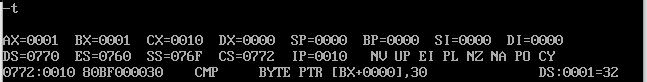 -t
AX=0001 BX=0001 CX=0010 DX=0000 SP=0000 BP=0000 SI=0000 DI=0000
DS=0770 ES=0760 SS=076F CS=0772 IP=0010 NV UP EI PL NZ NA PO CY
0772:0010 80BF000030 CMP BYTE PTR [BX+0000],30 DS:0001=32